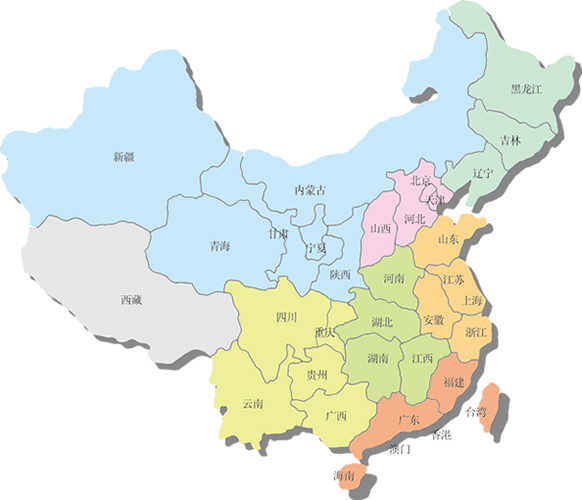 黑龙江
吉林
新疆
辽宁
北京
内蒙古
天津
河北
山西
甘肃
宁夏
青海
山东
陕西
河南
江苏
西藏
上海
四川
安徽
湖北
重庆
浙江
湖南
江西
贵州
福建
云南
台湾
广西
广东
香港
澳门
海南